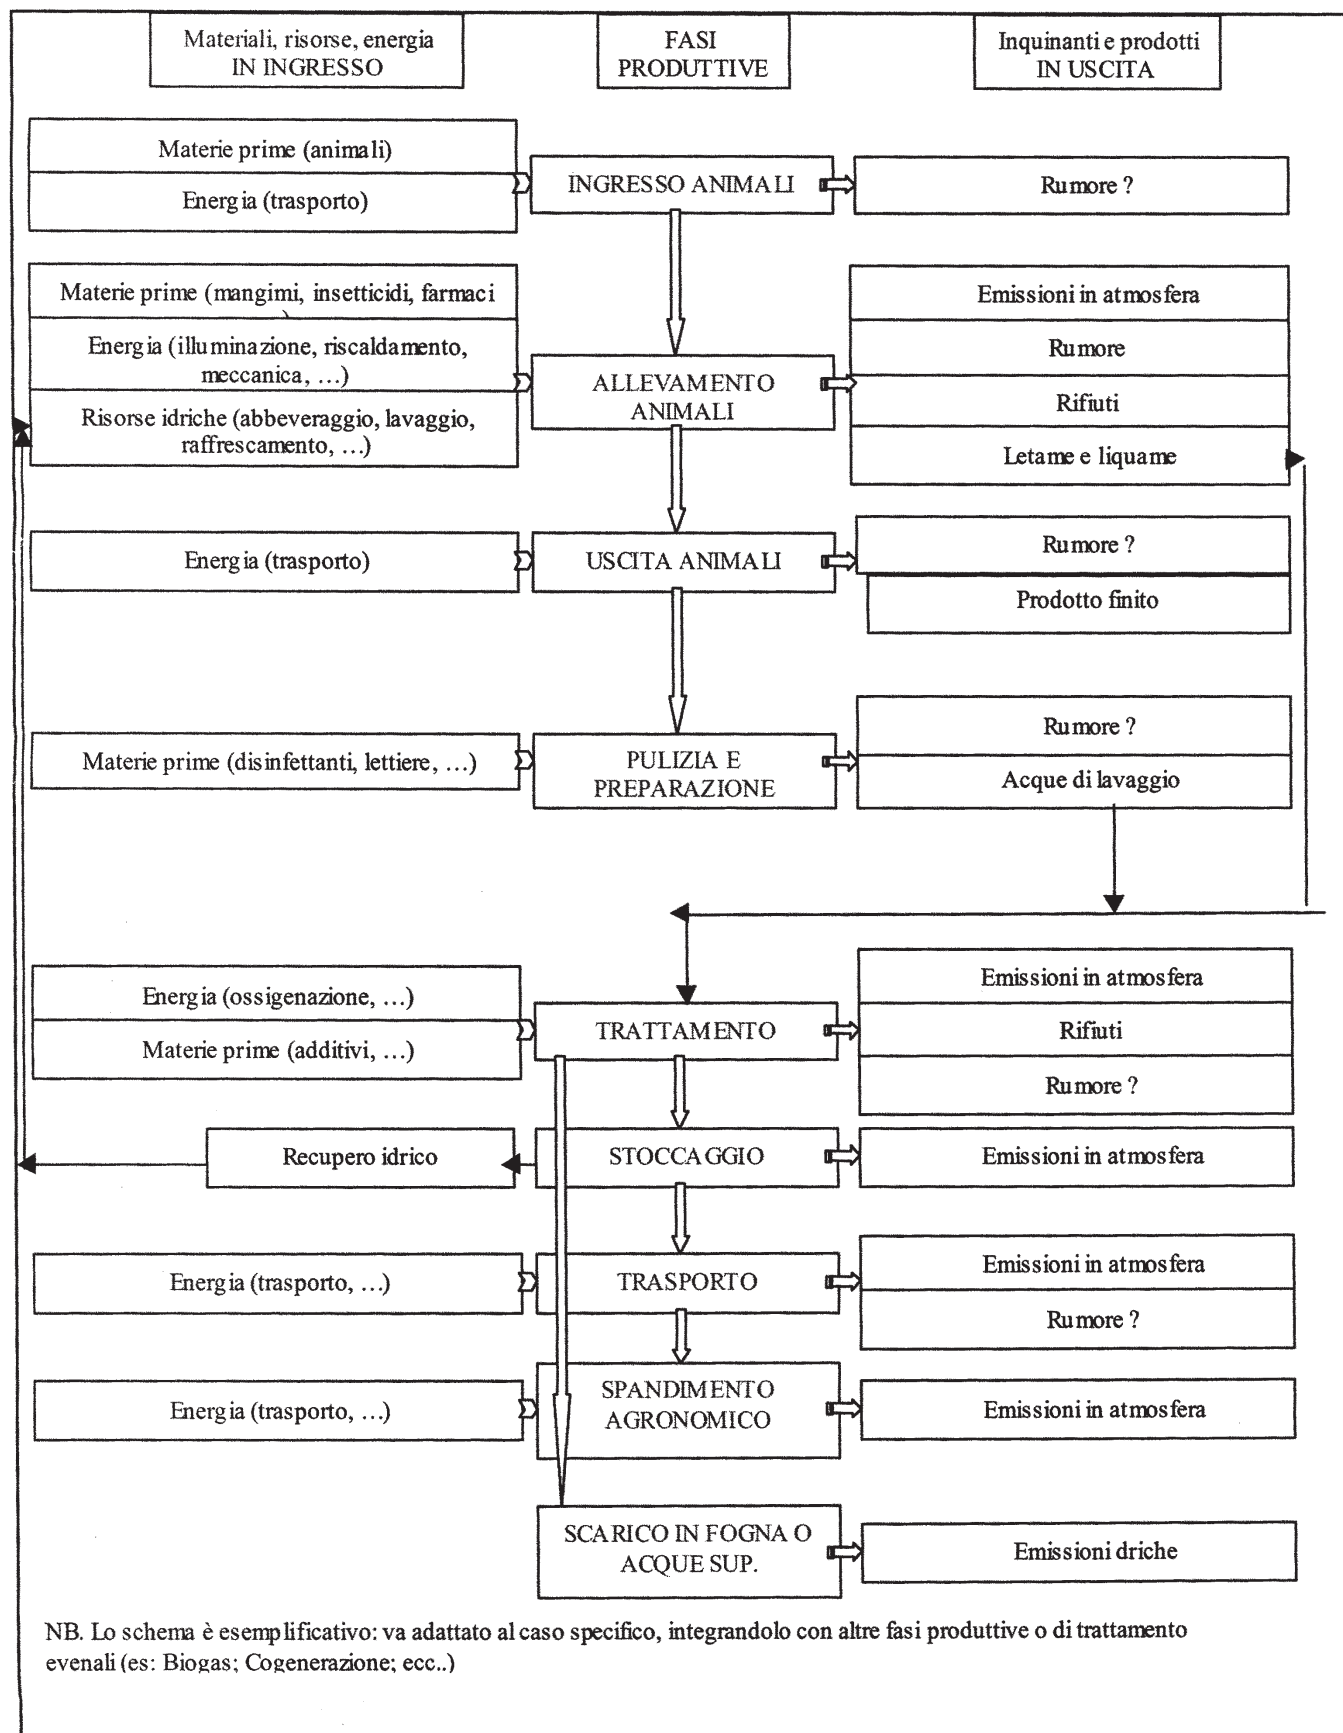 Materiali, risorse, energia
IN INGRESSO
FASI
PRODUTTIVE
Inquinanti e prodotti
IN USCITA
Materie prime (animali)
Energia (trasporto)
INGRESSO ANIMALI
Rumore ?
Materie prime (mangimi, insetticidi, farmaci
Energia (illuminazione, riscaldamento,
meccanica, …)
Risorse idriche (abbeveraggio, lavaggio,
raffrescamento, …)
ALLEVAMENTO
ANIMALI
Emissioni in atmosfera
Rumore
Rifiuti
Letame e liquame
Energia (trasporto)
USCITA ANIMALI
Rumore ?
Prodotto finito
Materie prime (disinfettanti, lettiere, …)
PULIZIA E
PREPARAZIONE
Rumore ?
Acque di lavaggio
Energia (ossigenazione, …)
Materie prime (additivi, …)
TRATTAMENTO
Emissioni in atmosfera
Rifiuti
Rumore ?
Recupero idrico
STOCCAGGIO
Emissioni in atmosfera
Energia (trasporto, …)
TRASPORTO
Emissioni in atmosfera
Rumore ?
Energia (trasporto, …)
SPANDIMENTO
AGRONOMICO
Emissioni in atmosfera
SCARICO IN FOGNA O
ACQUE SUP.
Emissioni driche
NB. Lo schema è esemplificativo: va adattato al caso specifico, integrandolo con altre fasi produttive o di trattamento
evenali (es: Biogas; Cogenerazione; ecc..)